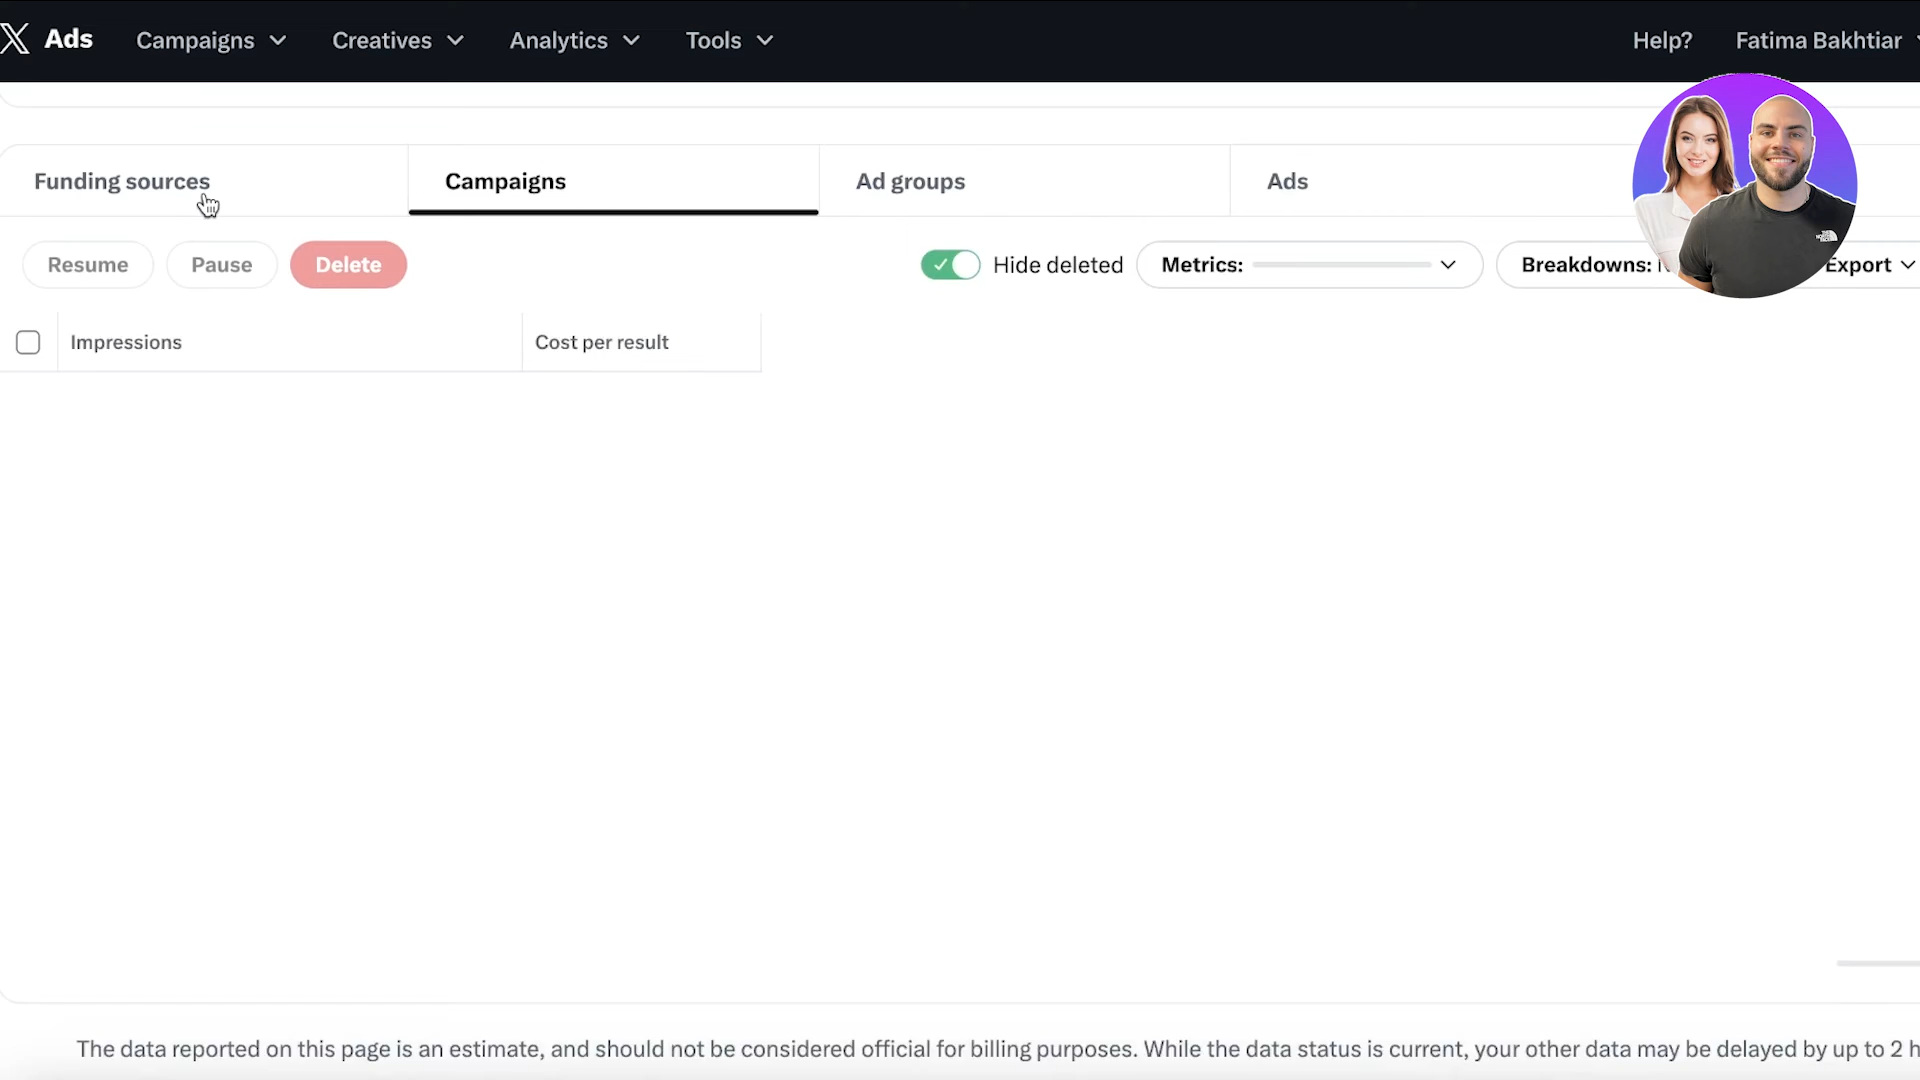 X Ads Campaigns Creatives Analytics Tools Help? Fatima Bakhtiar
Funding sources Campaigns Ad groups Ads
Resume Pause Delete Hide deleted Metrics: Breakdowns: Export
Impressions Cost per result
The data reported on this page is an estimate, and should not be considered official for billing purposes. While the data status is current, your other data may be delayed by up to 2 h